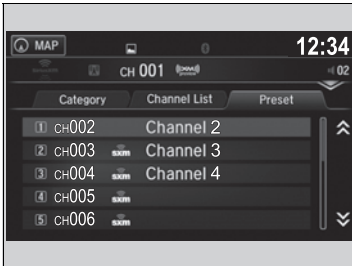 MAP 12:34
CH 001 02
Category Channel List Preset
1 CH002 Channel 2
2 CH003 sxm Channel 3
3 CH004 sxm Channel 4
4 CH005 sxm
5 CH006 sxm